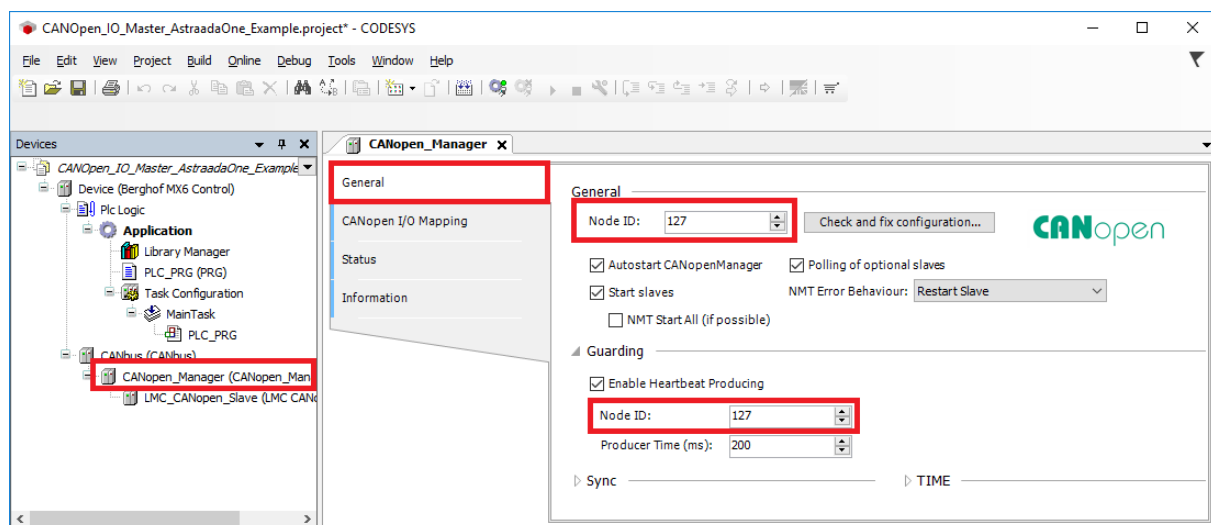 CANOpen_IO_Master_AstraadaOne_Example.project* - CODESYS
File Edit View Project Build Online Debug Tools Window Help
Devices
CANOpen_IO_Master_AstraadaOne_Example
Device (Berghof MX6 Control)
Plc Logic
Application
Library Manager
PLC_PRG (PRG)
Task Configuration
MainTask
PLC_PRG
CANbus (CANbus)
CANopen_Manager (CANopen_Man
LMC_CANopen_Slave (LMC CANo
CANopen_Manager
General
CANopen I/O Mapping
Status
Information
General
Node ID: 127 Check and fix configuration... CANopen
Autostart CANopenManager Polling of optional slaves
Start slaves NMT Error Behaviour: Restart Slave
NMT Start All (if possible)
Guarding
Enable Heartbeat Producing
Node ID: 127
Producer Time (ms): 200
Sync TIME